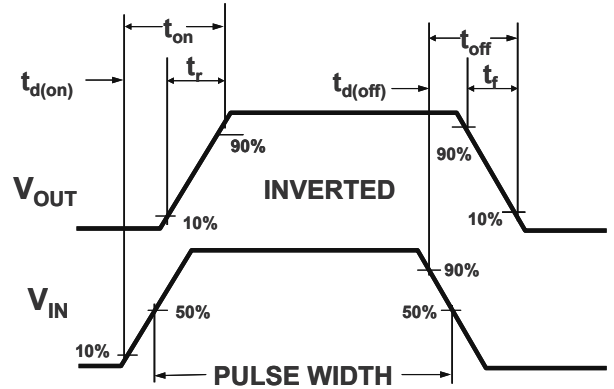 t_on
t_off
t_d(on)
t_r
t_d(off)
t_f
90%
90%
V_OUT
INVERTED
10%
10%
90%
V_IN
50%
50%
10%
PULSE WIDTH